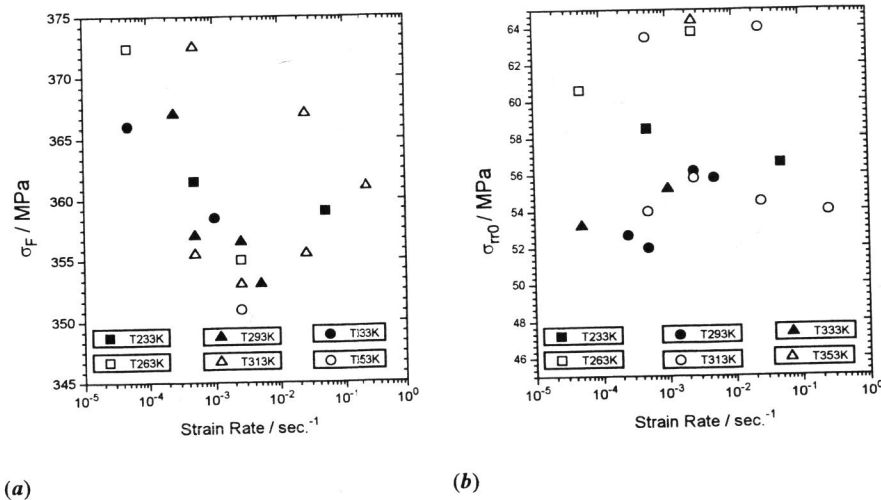 375
370
365
360
355
350
345
σF / MPa
T233K
T293K
T333K
T263K
T313K
T353K
10-5
10-4
10-3
10-2
10-1
100
Strain Rate / sec.-1
(a)
64
62
60
58
56
54
52
50
48
46
σrr0 / MPa
T233K
T293K
T333K
T263K
T313K
T353K
10-5
10-4
10-3
10-2
10-1
100
Strain Rate / sec.-1
(b)